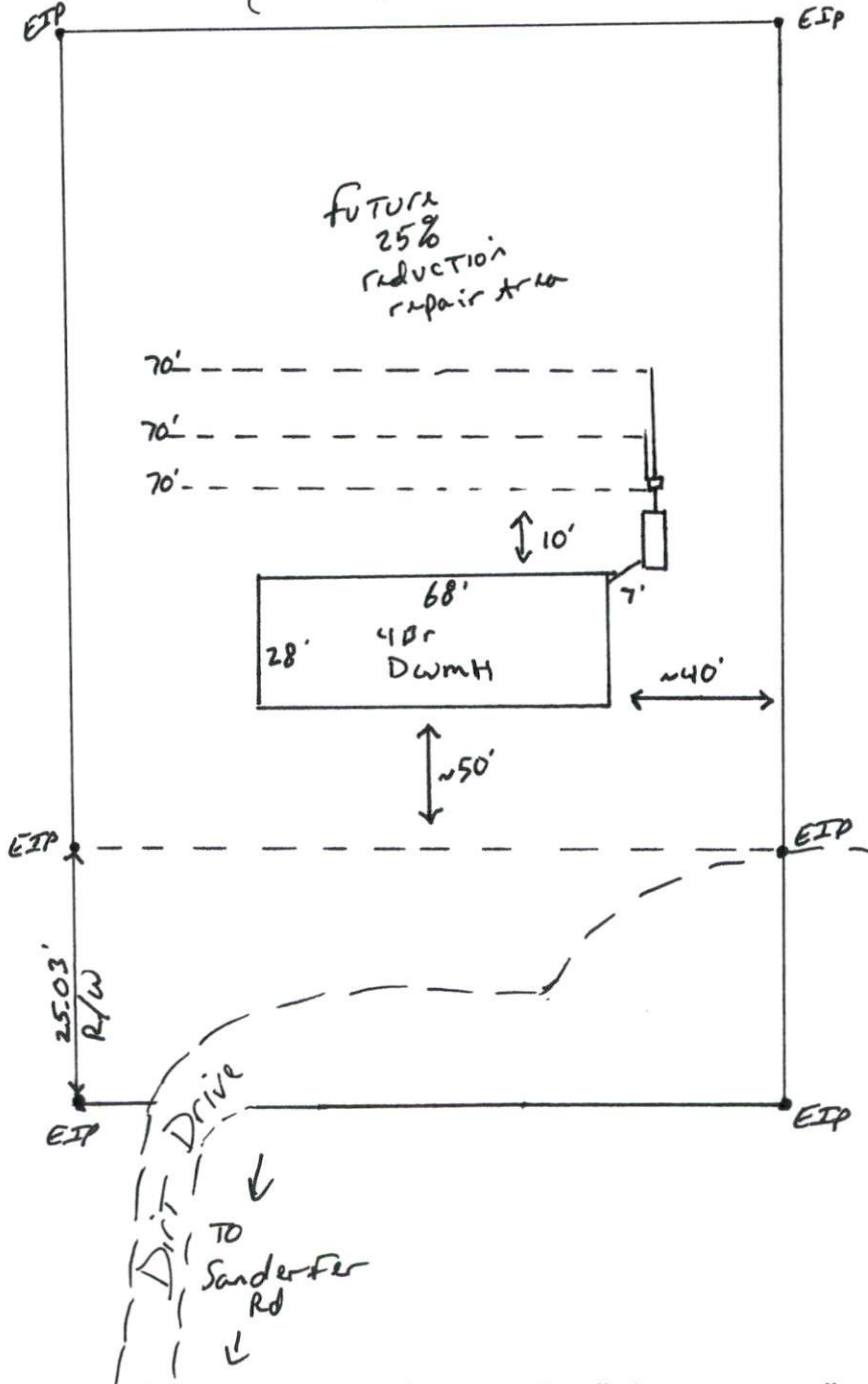 EIP
EIP
Future
25%
reduction
repair Area
70'
70'
70'
10'
68'
7'
28'
4Br
DwmH
~40'
~50'
EIP
EIP
25.03'
R/W
Dirt Drive
EIP
EIP
To
Sanderfer
Rd